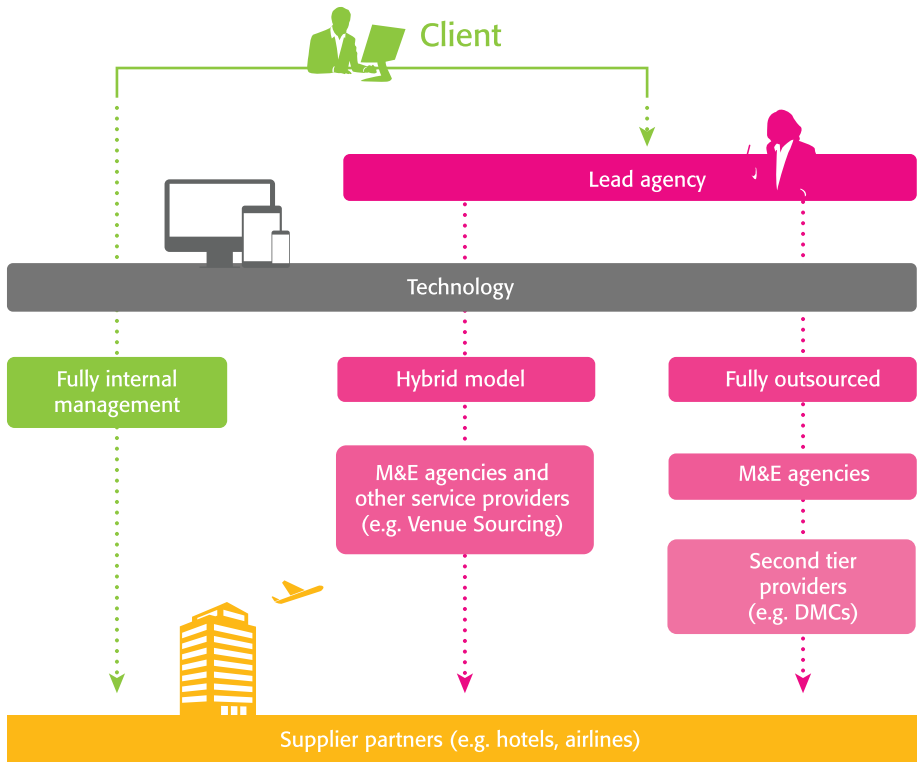 Client
Lead agency
Technology
Fully internal
management
Hybrid model
Fully outsourced
M&E agencies and
other service providers
(e.g. Venue Sourcing)
M&E agencies
Second tier
providers
(e.g. DMCs)
Supplier partners (e.g. hotels, airlines)